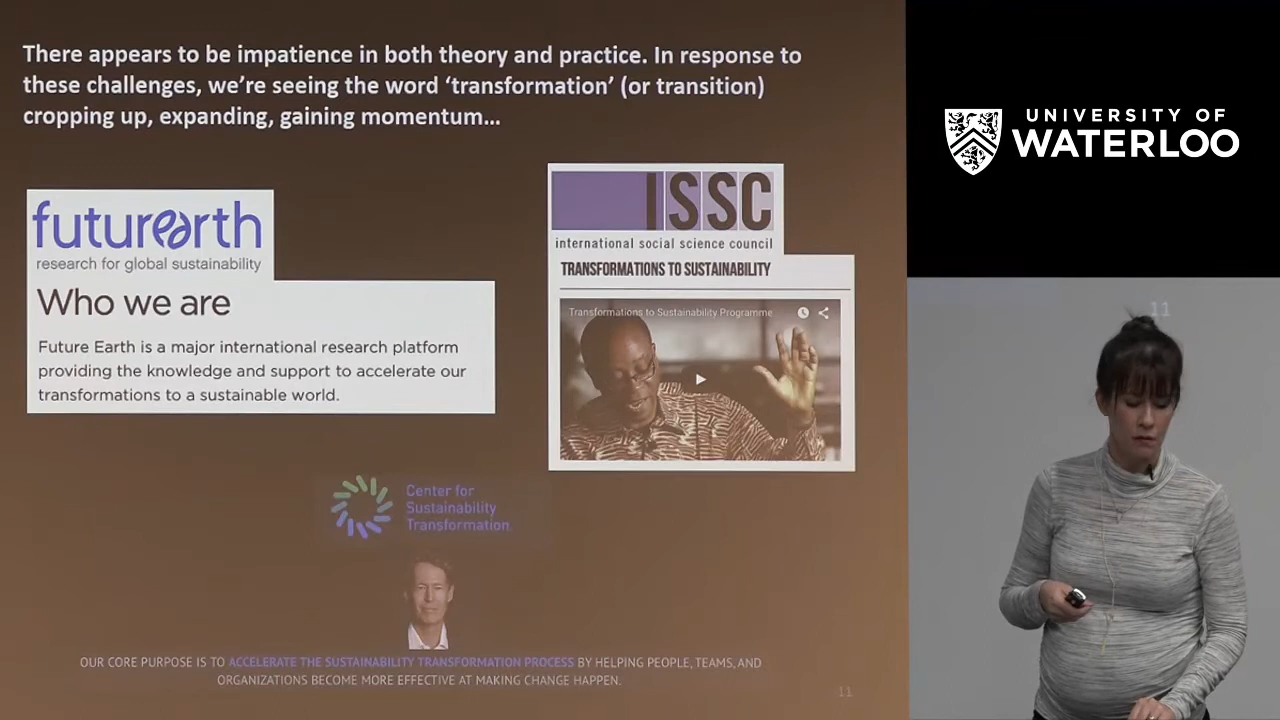 There appears to be impatience in both theory and practice. In response to
these challenges, we're seeing the word ‘transformation’ (or transition)
cropping up, expanding, gaining momentum…
futurearth
research for global sustainability
Who we are
Future Earth is a major international research platform
providing the knowledge and support to accelerate our
transformations to a sustainable world.
ISSC
international social science council
TRANSFORMATIONS TO SUSTAINABILITY
Transformations to Sustainability Programme
Center for
Sustainability
Transformation
OUR CORE PURPOSE IS TO ACCELERATE THE SUSTAINABILITY TRANSFORMATION PROCESS BY HELPING PEOPLE, TEAMS, AND
ORGANIZATIONS BECOME MORE EFFECTIVE AT MAKING CHANGE HAPPEN.
11
UNIVERSITY OF
WATERLOO
11